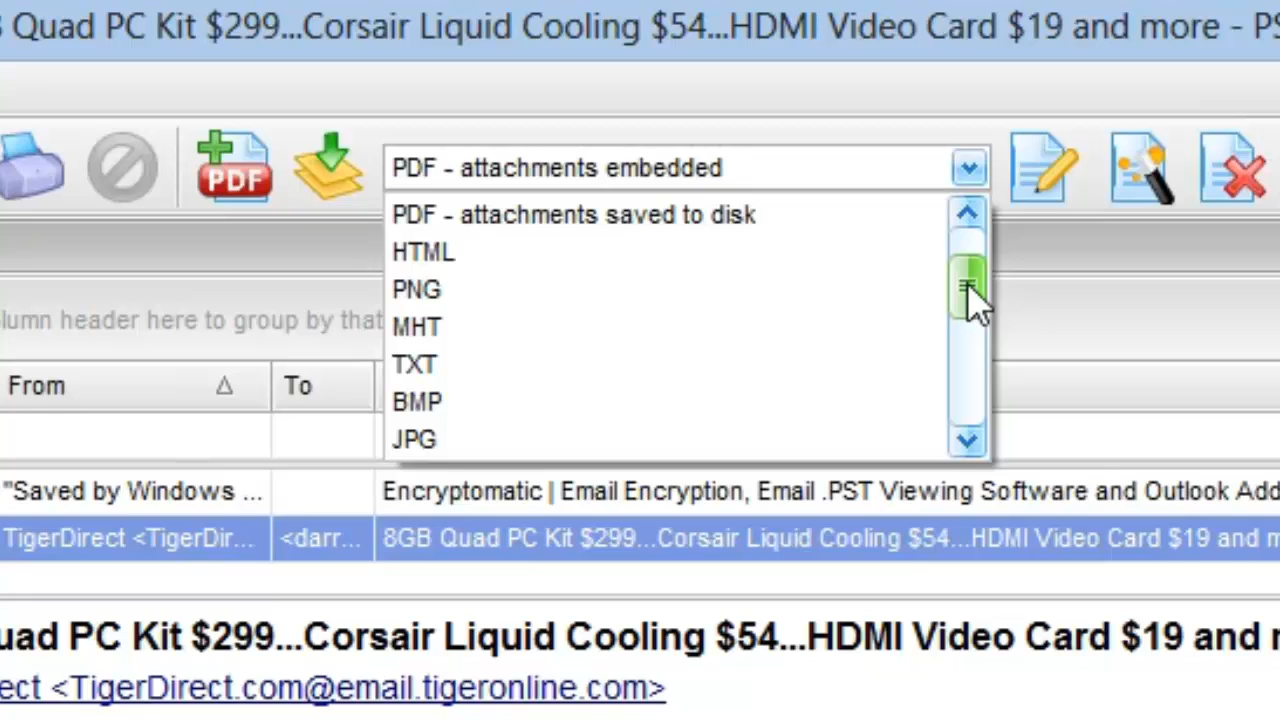 Quad PC Kit $299...Corsair Liquid Cooling $54...HDMI Video Card $19 and more - PS
PDF
PDF - attachments embedded
PDF - attachments saved to disk
HTML
PNG
MHT
TXT
BMP
JPG
lumn header here to group by that
From To
"Saved by Windows ... Encryptomatic | Email Encryption, Email .PST Viewing Software and Outlook Add
TigerDirect <TigerDir... <darr... 8GB Quad PC Kit $299...Corsair Liquid Cooling $54...HDMI Video Card $19 and m
uad PC Kit $299...Corsair Liquid Cooling $54...HDMI Video Card $19 and m
ect <TigerDirect.com@email.tigeronline.com>